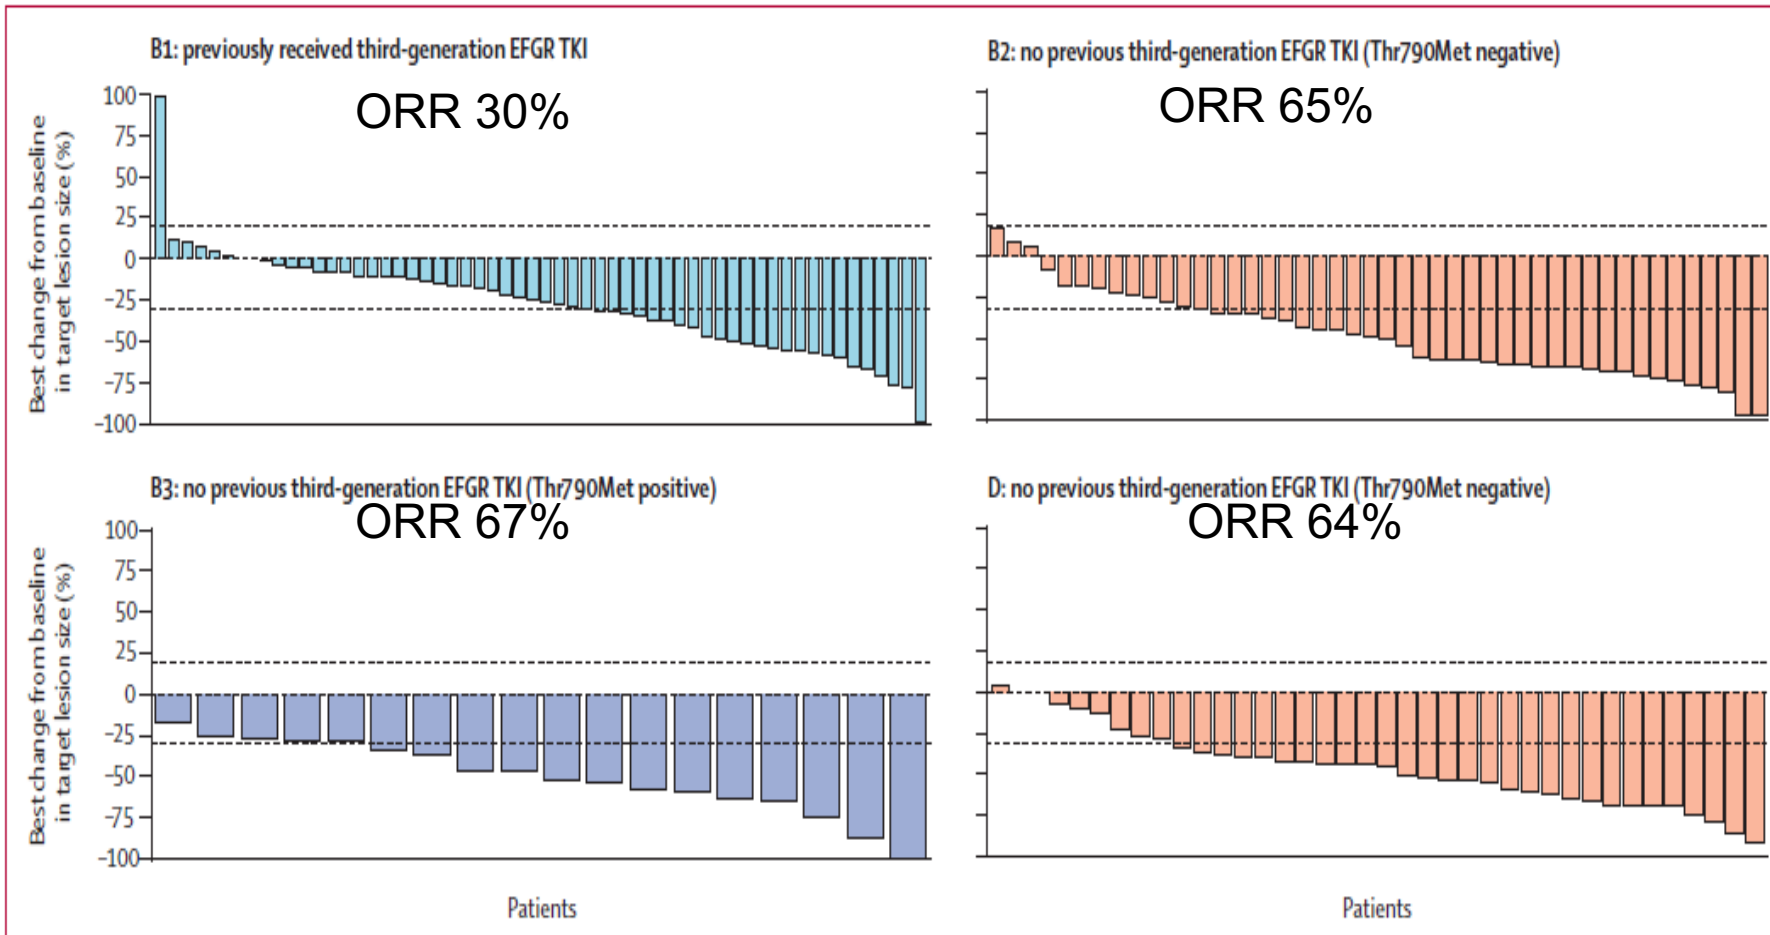 B1: previously received third-generation EFGR TKI
ORR 30%
Best change from baseline
in target lesion size (%)
100
75
50
25
0
−25
−50
−75
−100
B2: no previous third-generation EFGR TKI (Thr790Met negative)
ORR 65%
B3: no previous third-generation EFGR TKI (Thr790Met positive)
ORR 67%
Best change from baseline
in target lesion size (%)
100
75
50
25
0
−25
−50
−75
−100
Patients
D: no previous third-generation EFGR TKI (Thr790Met negative)
ORR 64%
Patients